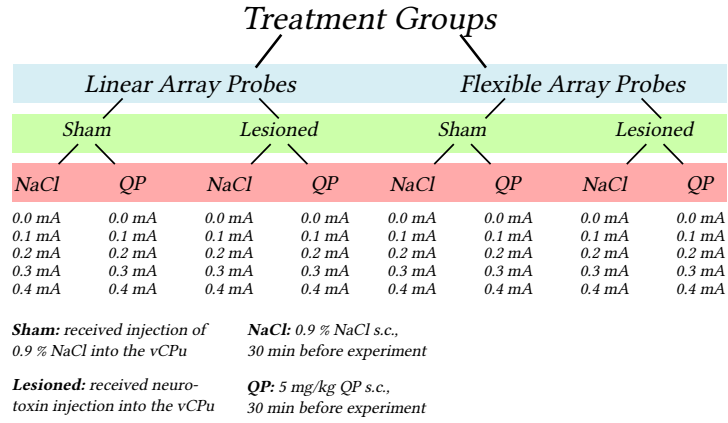 Treatment Groups
Linear Array Probes Flexible Array Probes
Sham Lesioned Sham Lesioned
NaCl QP NaCl QP NaCl QP NaCl QP
0.0 mA 0.0 mA 0.0 mA 0.0 mA 0.0 mA 0.0 mA 0.0 mA 0.0 mA
0.1 mA 0.1 mA 0.1 mA 0.1 mA 0.1 mA 0.1 mA 0.1 mA 0.1 mA
0.2 mA 0.2 mA 0.2 mA 0.2 mA 0.2 mA 0.2 mA 0.2 mA 0.2 mA
0.3 mA 0.3 mA 0.3 mA 0.3 mA 0.3 mA 0.3 mA 0.3 mA 0.3 mA
0.4 mA 0.4 mA 0.4 mA 0.4 mA 0.4 mA 0.4 mA 0.4 mA 0.4 mA
Sham: received injection of
0.9 % NaCl into the vCPu
NaCl: 0.9 % NaCl s.c.,
30 min before experiment
Lesioned: received neuro-
toxin injection into the vCPu
QP: 5 mg/kg QP s.c.,
30 min before experiment